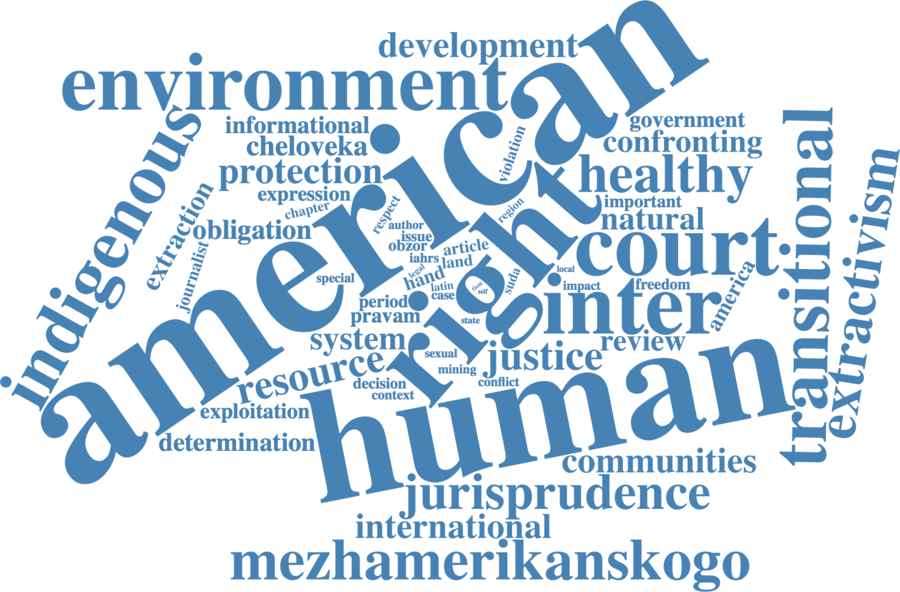 development
american
environment
indigenous
informational
cheloveka
protection
expression
chapter
obligation
extraction
journalist
respect
violation
government
confronting
healthy
important
natural
region
right
court
transitional
extractivism
author
issue
obzor
iahrs
article
land
legal
hand
latin
case
tion
self
suda
local
special
period
pravam
state
impact
freedom
america
inter
system
review
justice
resource
sexual
mining
conflict
decision
context
exploitation
determination
human
communities
jurisprudence
international
mezhamerikanskogo